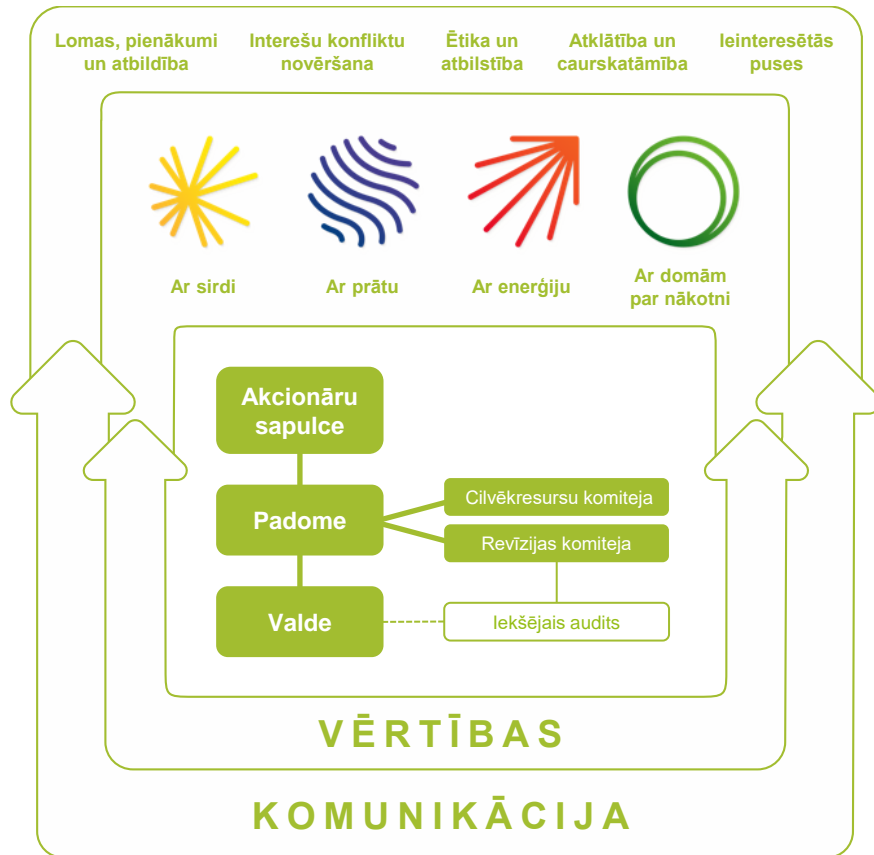 Lomas, pienākumi
un atbildība
Interešu konfliktu
novēršana
Ētika un
atbilstība
Atklātība un
caurskatāmība
Ieinteresētās
puses
Ar sirdi
Ar prātu
Ar enerģiju
Ar domām
par nākotni
Akcionāru
sapulce
Padome
Cilvēkresursu komiteja
Revīzijas komiteja
Valde
Iekšējais audits
VĒRTĪBAS
KOMUNIKĀCIJA